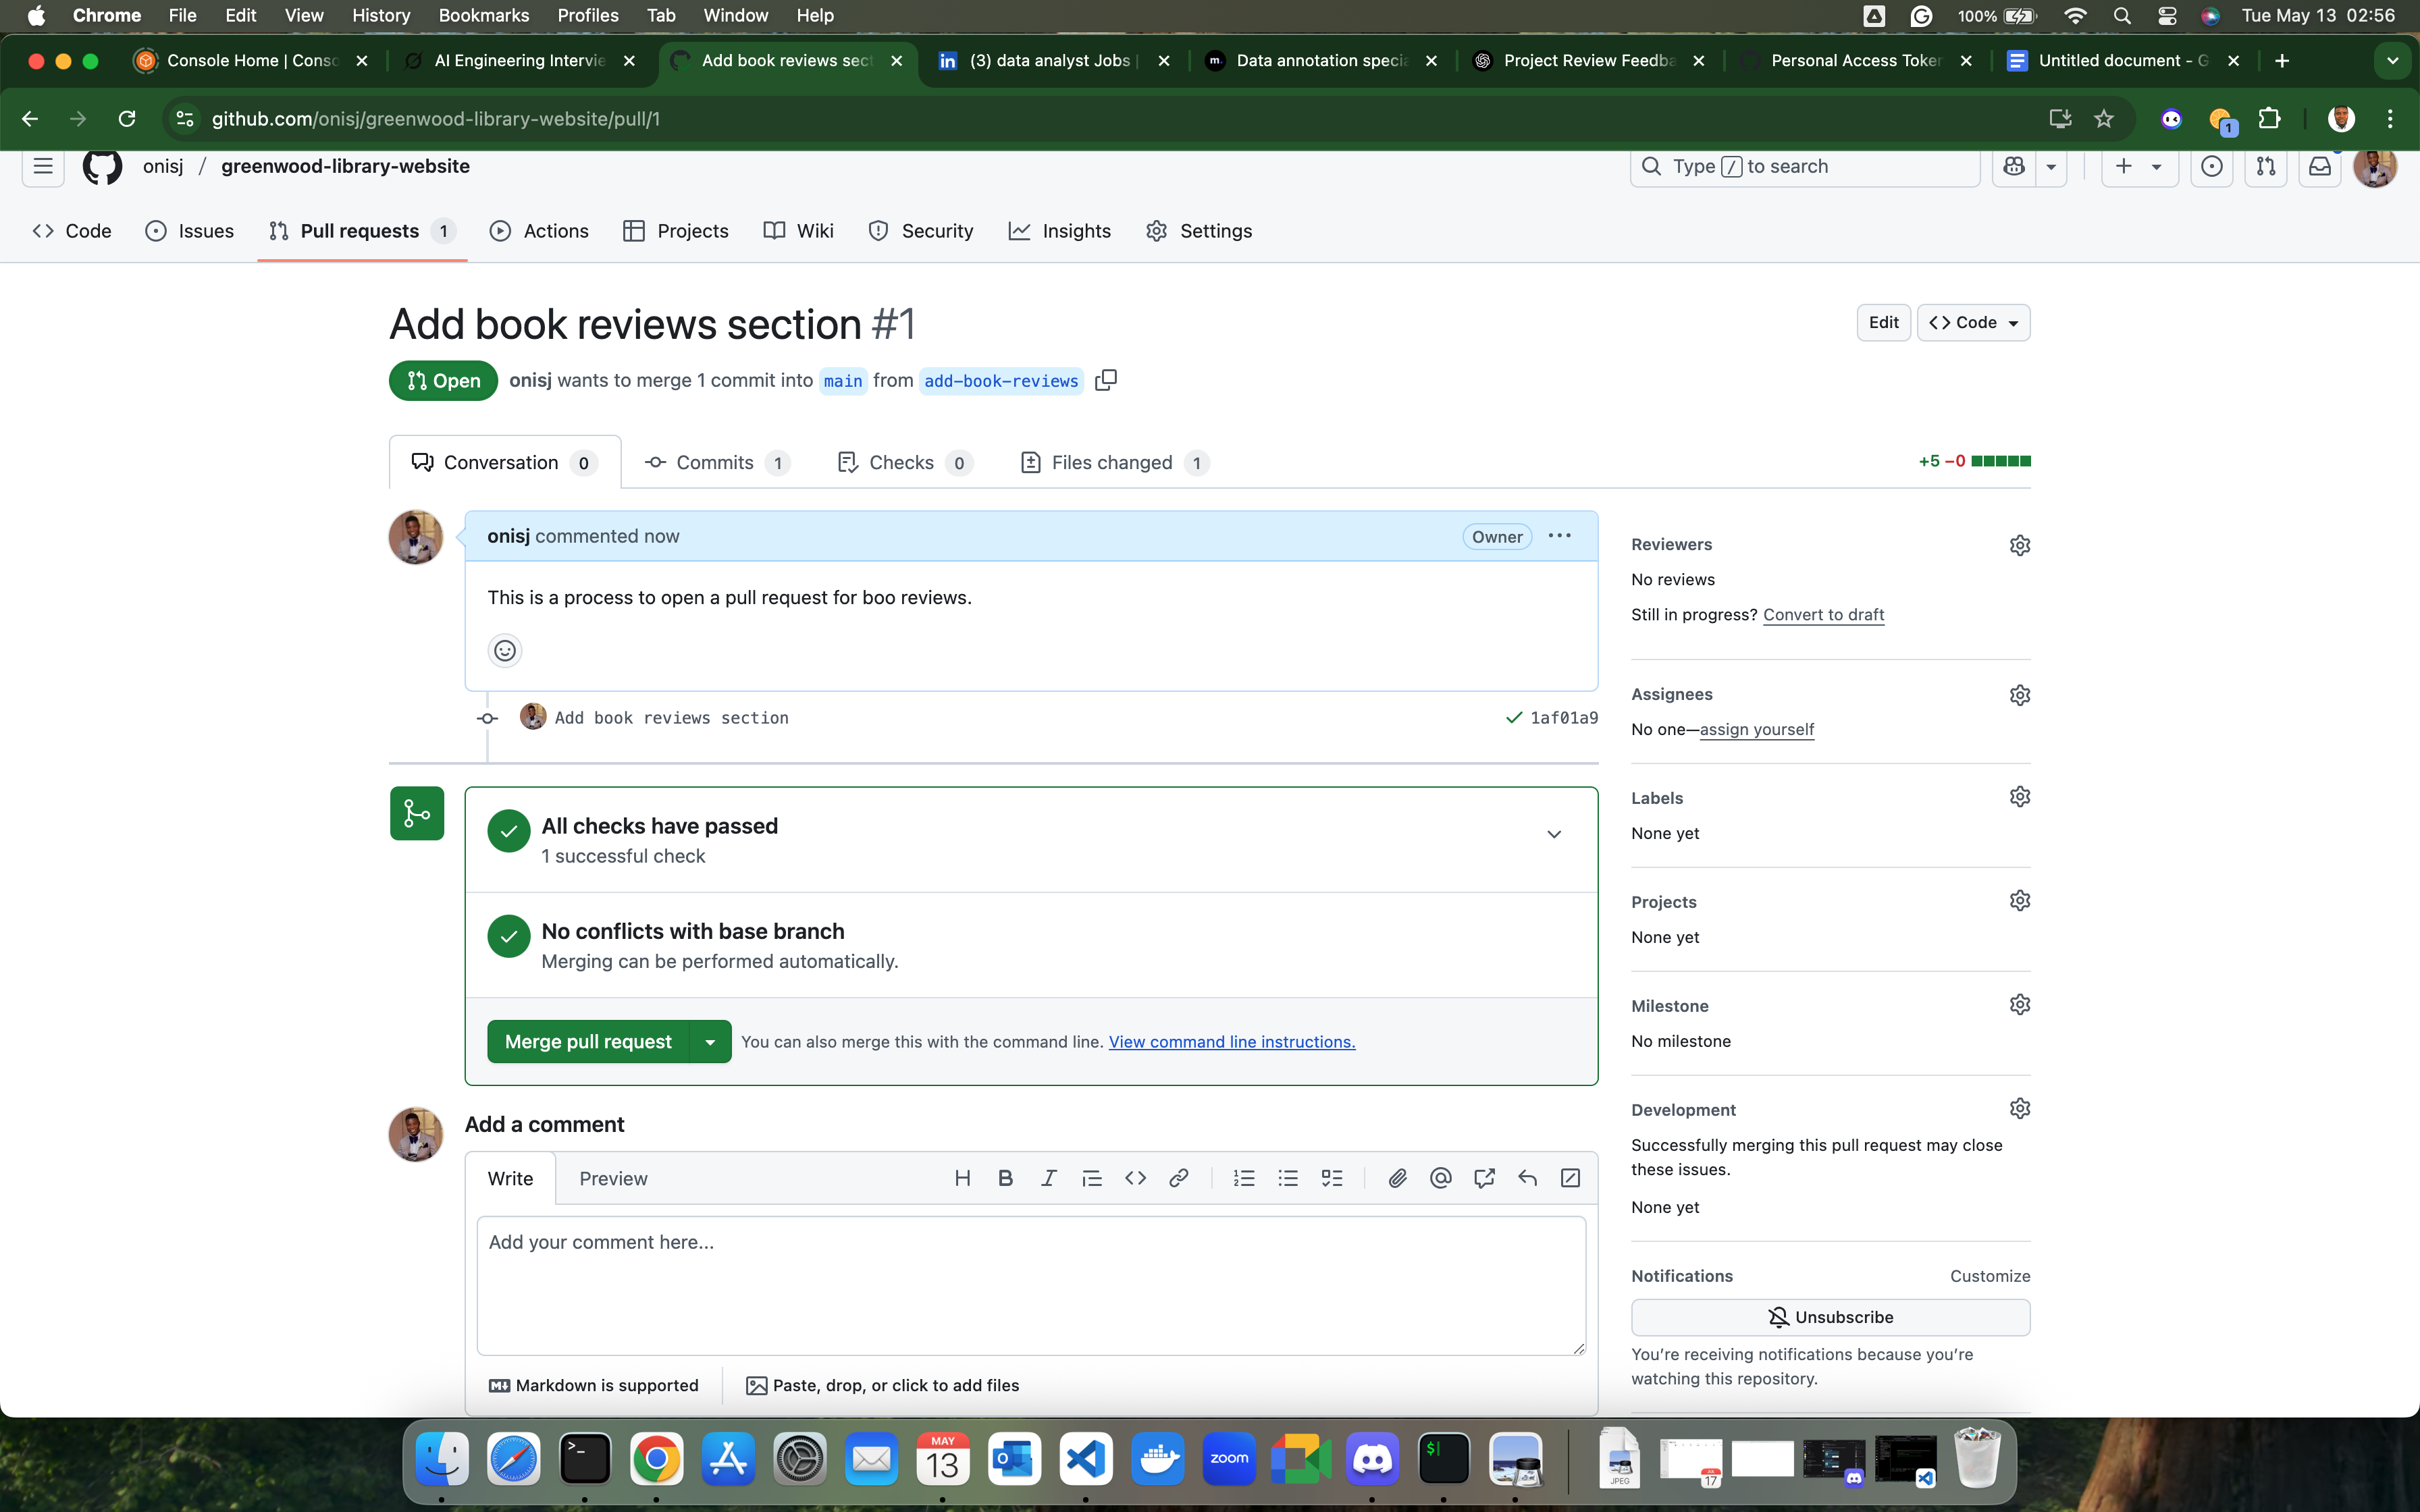 Chrome File Edit View History Bookmarks Profiles Tab Window Help 100% Tue May 13 02:56
Console Home | Conso AI Engineering Intervie Add book reviews sect (3) data analyst Jobs | Data annotation specia Project Review Feedba Personal Access Token Untitled document - G
github.com/onisj/greenwood-library-website/pull/1 1
onisj / greenwood-library-website Type / to search
Code Issues Pull requests 1 Actions Projects Wiki Security Insights Settings
Add book reviews section #1 Edit Code
Open onisj wants to merge 1 commit into main from add-book-reviews
Conversation 0 Commits 1 Checks 0 Files changed 1 +5 −0
onisj commented now Owner
This is a process to open a pull request for boo reviews.
Add book reviews section 1af01a9
All checks have passed
1 successful check
No conflicts with base branch
Merging can be performed automatically.
Merge pull request You can also merge this with the command line. View command line instructions.
Add a comment
Write Preview
Add your comment here...
Markdown is supported Paste, drop, or click to add files
Reviewers
No reviews
Still in progress? Convert to draft
Assignees
No one—assign yourself
Labels
None yet
Projects
None yet
Milestone
No milestone
Development
Successfully merging this pull request may close
these issues.
None yet
Notifications Customize
Unsubscribe
You're receiving notifications because you're
watching this repository.
MAY
13
zoom
JPEG
17